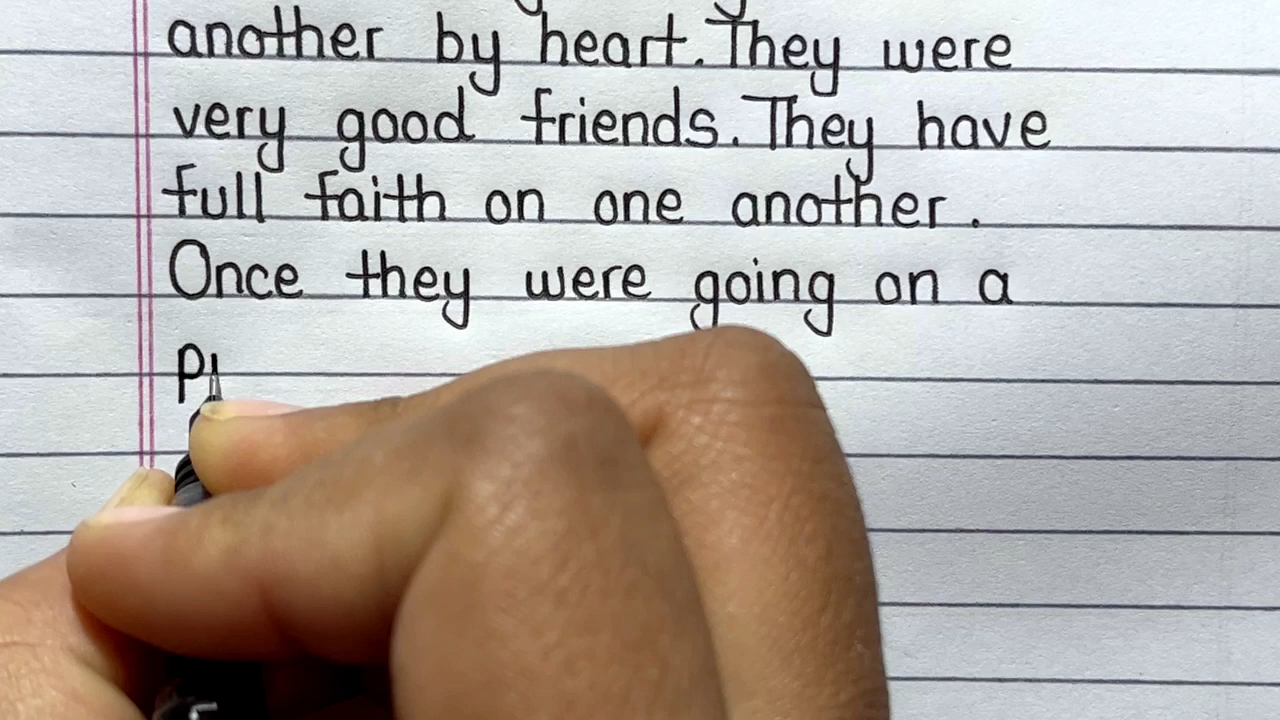 another by heart. They were
very good friends. They have
full faith on one another.
Once they were going on a